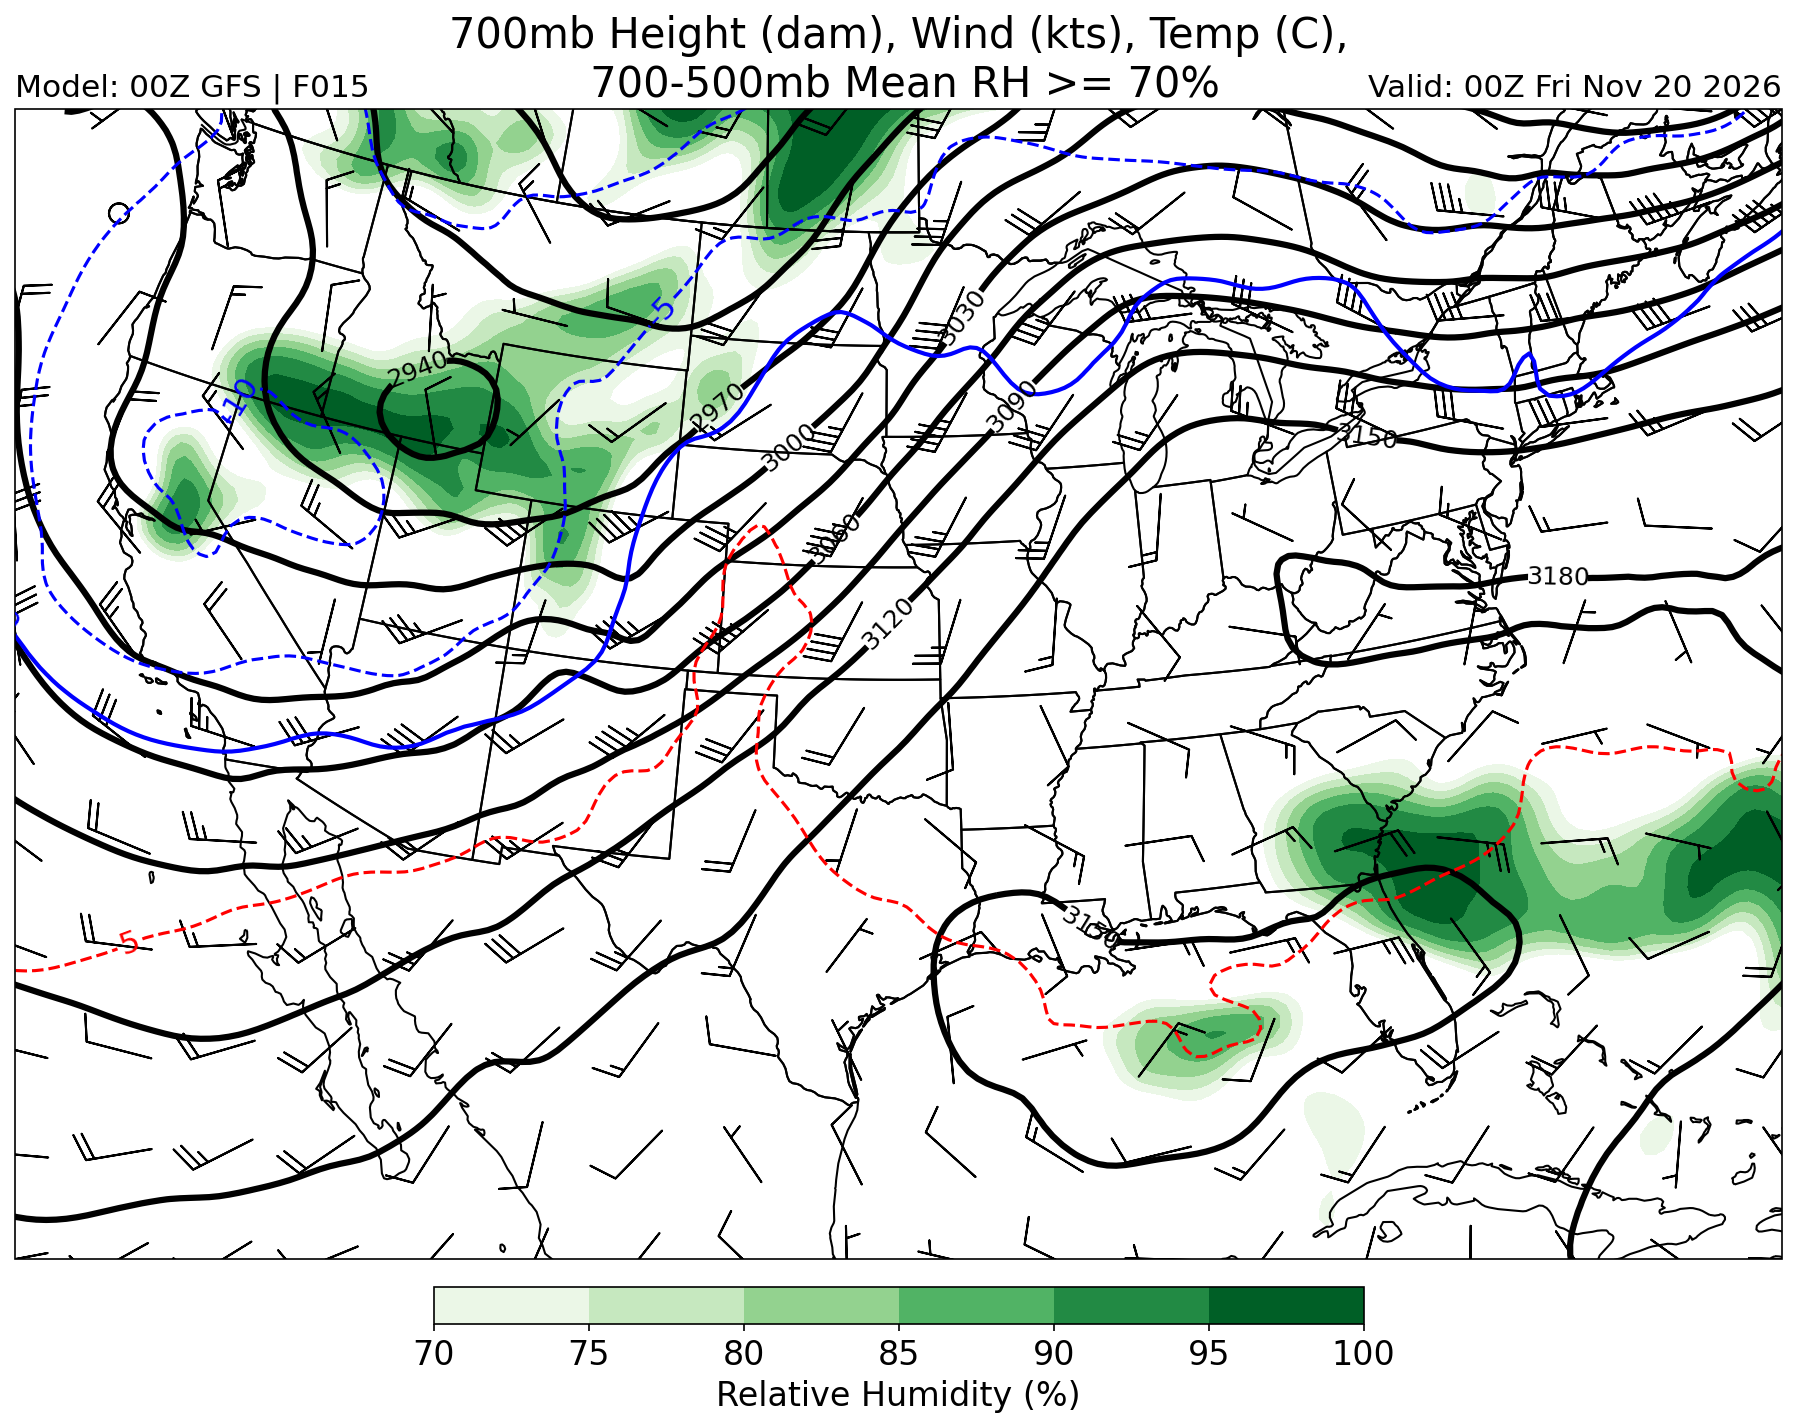 700mb Height (dam), Wind (kts), Temp (C),
700-500mb Mean RH >= 70%
Model: 00Z GFS | F015
Valid: 00Z Fri Nov 20 2026
-5
3030
2940
-10
2970
3090
3000
3150
3060
3180
3120
3150
5
70 75 80 85 90 95 100
Relative Humidity (%)